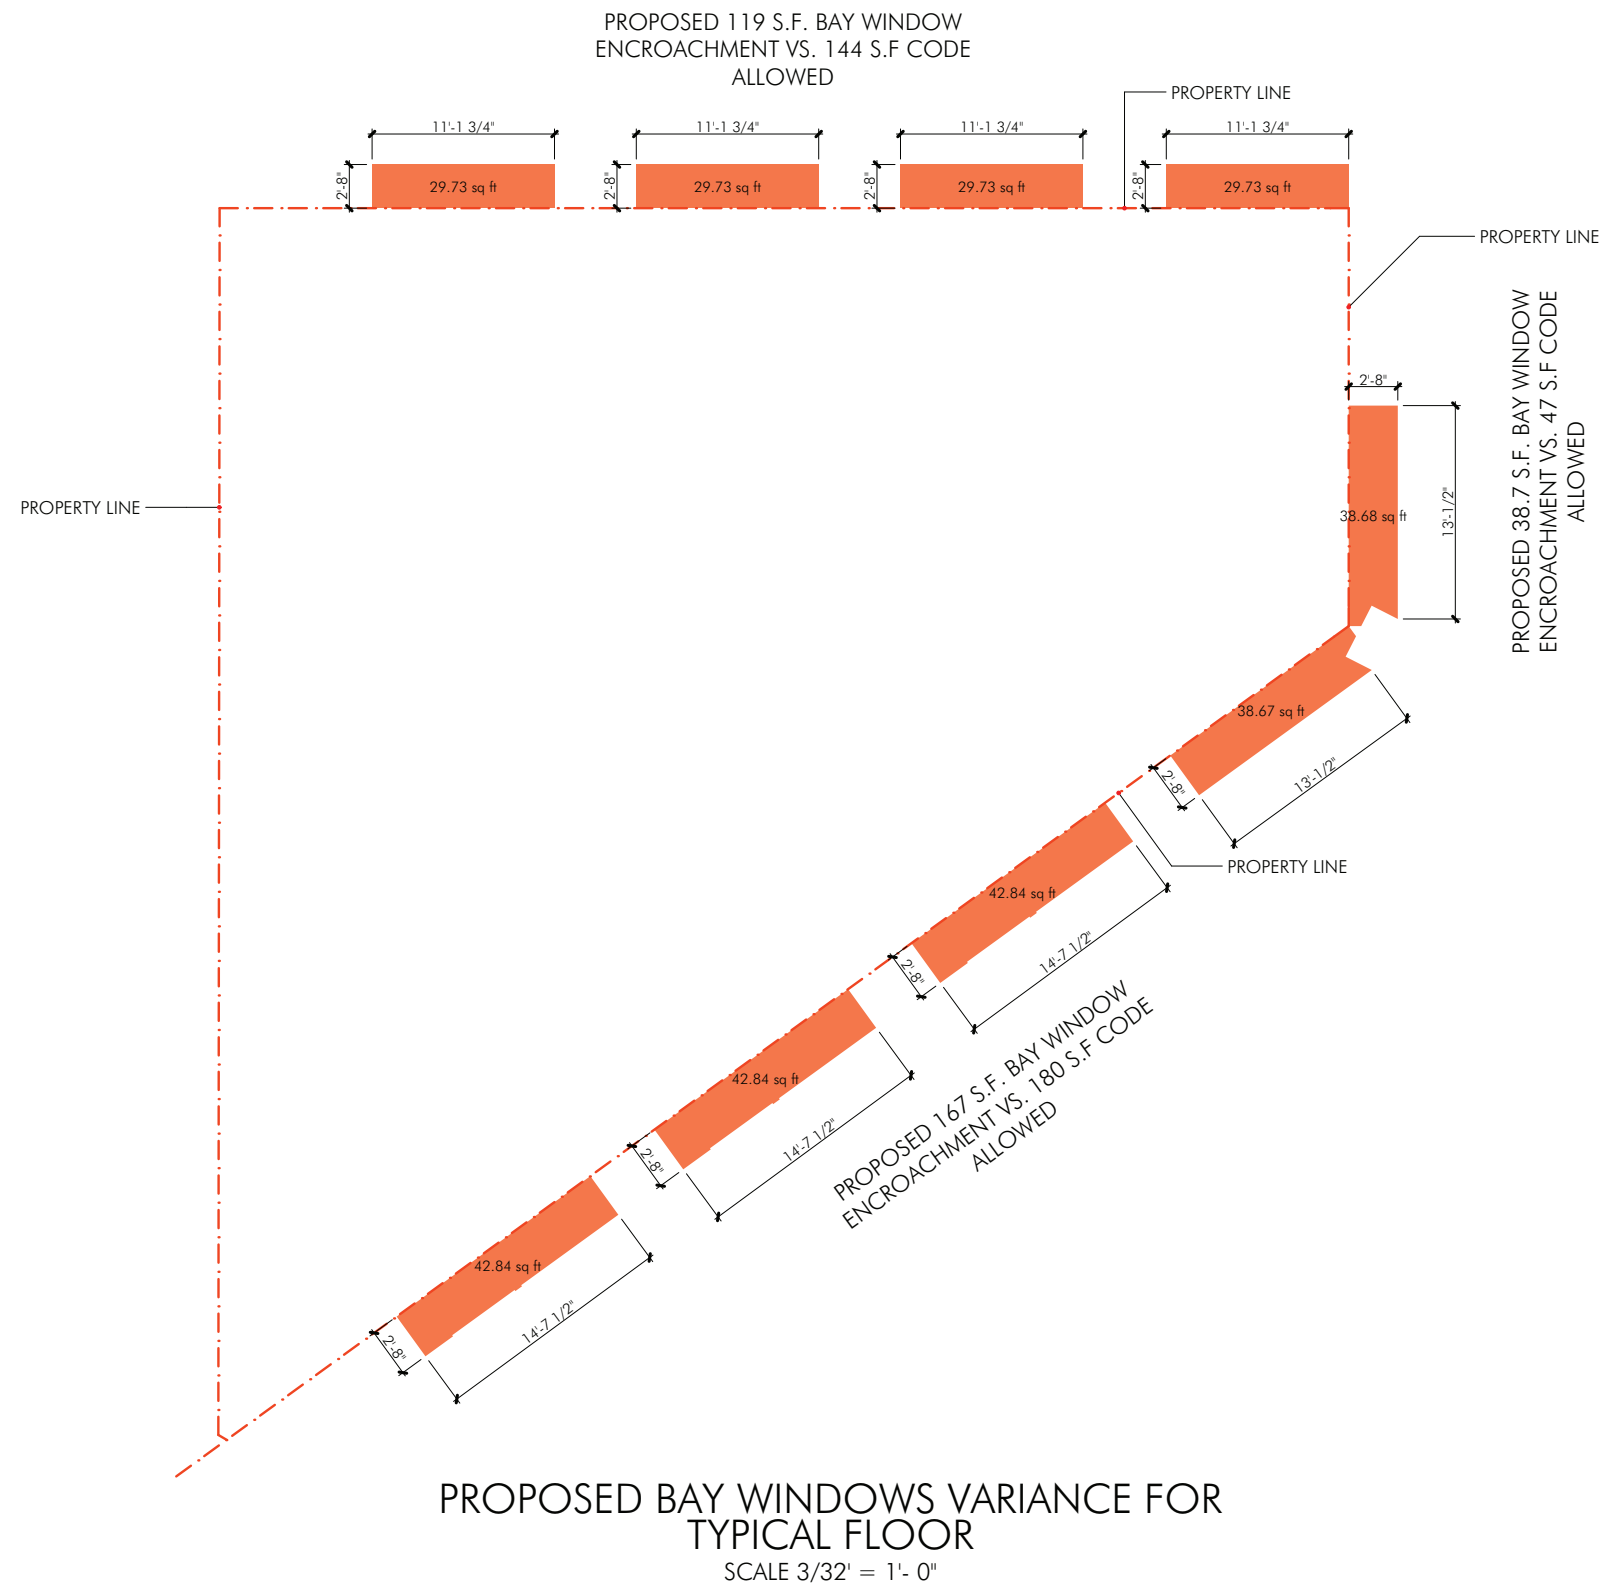 PROPOSED 119 S.F. BAY WINDOW
ENCROACHMENT VS. 144 S.F CODE
ALLOWED
PROPERTY LINE
11'-1 3/4"
11'-1 3/4"
11'-1 3/4"
11'-1 3/4"
2'-8"
29.73 sq ft
2'-8"
29.73 sq ft
2'-8"
29.73 sq ft
2'-8"
29.73 sq ft
PROPERTY LINE
PROPOSED 38.7 S.F. BAY WINDOW
ENCROACHMENT VS. 47 S.F CODE
ALLOWED
2'-8"
13'-1/2"
38.68 sq ft
PROPERTY LINE
38.67 sq ft
2'-8"
13'-1/2"
PROPERTY LINE
42.84 sq ft
2'-8"
14'-7 1/2"
PROPOSED 167 S.F. BAY WINDOW
ENCROACHMENT VS. 180 S.F CODE
ALLOWED
42.84 sq ft
2'-8"
14'-7 1/2"
42.84 sq ft
2'-8"
14'-7 1/2"
PROPOSED BAY WINDOWS VARIANCE FOR
TYPICAL FLOOR
SCALE 3/32' = 1'- 0"